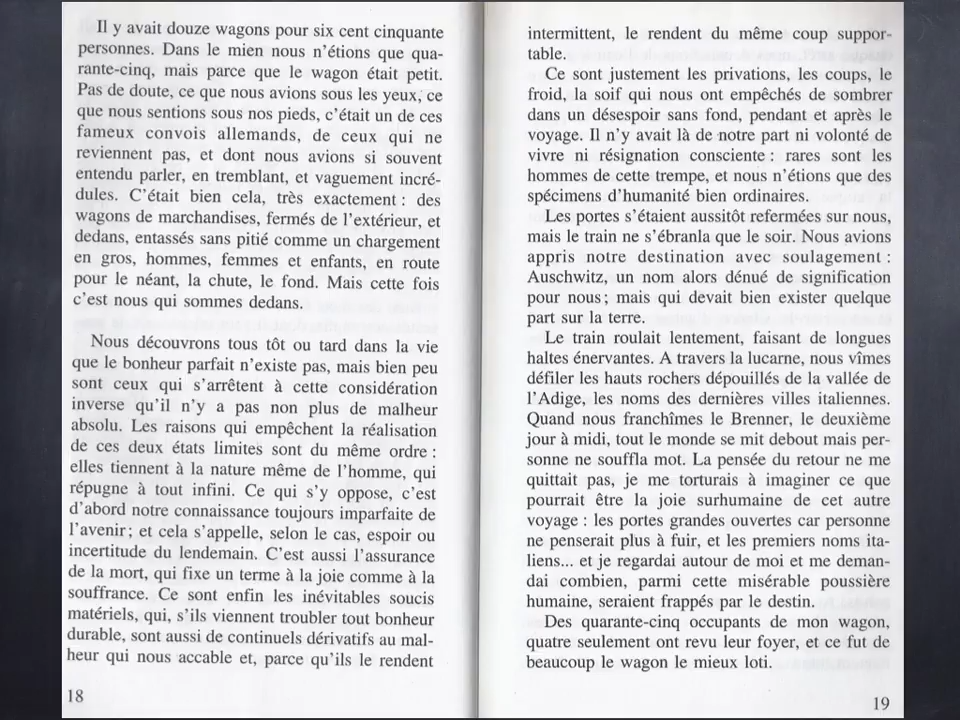 Il y avait douze wagons pour six cent cinquante
personnes. Dans le mien nous n'étions que qua-
rante-cinq, mais parce que le wagon était petit.
Pas de doute, ce que nous avions sous les yeux, ce
que nous sentions sous nos pieds, c'était un de ces
fameux convois allemands, de ceux qui ne
reviennent pas, et dont nous avions si souvent
entendu parler, en tremblant, et vaguement incré-
dules. C'était bien cela, très exactement : des
wagons de marchandises, fermés de l'extérieur, et
dedans, entassés sans pitié comme un chargement
en gros, hommes, femmes et enfants, en route
pour le néant, la chute, le fond. Mais cette fois
c'est nous qui sommes dedans.
Nous découvrons tous tôt ou tard dans la vie
que le bonheur parfait n'existe pas, mais bien peu
sont ceux qui s'arrêtent à cette considération
inverse qu'il n'y a pas non plus de malheur
absolu. Les raisons qui empêchent la réalisation
de ces deux états limites sont du même ordre :
elles tiennent à la nature même de l'homme, qui
répugne à tout infini. Ce qui s'y oppose, c'est
d'abord notre connaissance toujours imparfaite de
l'avenir ; et cela s'appelle, selon le cas, espoir ou
incertitude du lendemain. C'est aussi l'assurance
de la mort, qui fixe un terme à la joie comme à la
souffrance. Ce sont enfin les inévitables soucis
matériels, qui, s'ils viennent troubler tout bonheur
durable, sont aussi de continuels dérivatifs au mal-
heur qui nous accable et, parce qu'ils le rendent
18
intermittent, le rendent du même coup suppor-
table.
Ce sont justement les privations, les coups, le
froid, la soif qui nous ont empêchés de sombrer
dans un désespoir sans fond, pendant et après le
voyage. Il n'y avait là de notre part ni volonté de
vivre ni résignation consciente : rares sont les
hommes de cette trempe, et nous n'étions que des
spécimens d'humanité bien ordinaires.
Les portes s'étaient aussitôt refermées sur nous,
mais le train ne s'ébranla que le soir. Nous avions
appris notre destination avec soulagement :
Auschwitz, un nom alors dénué de signification
pour nous ; mais qui devait bien exister quelque
part sur la terre.
Le train roulait lentement, faisant de longues
haltes énervantes. A travers la lucarne, nous vîmes
défiler les hauts rochers dépouillés de la vallée de
l'Adige, les noms des dernières villes italiennes.
Quand nous franchîmes le Brenner, le deuxième
jour à midi, tout le monde se mit debout mais per-
sonne ne souffla mot. La pensée du retour ne me
quittait pas, je me torturais à imaginer ce que
pourrait être la joie surhumaine de cet autre
voyage : les portes grandes ouvertes car personne
ne penserait plus à fuir, et les premiers noms ita-
liens... et je regardai autour de moi et me deman-
dai combien, parmi cette misérable poussière
humaine, seraient frappés par le destin.
Des quarante-cinq occupants de mon wagon,
quatre seulement ont revu leur foyer, et ce fut de
beaucoup le wagon le mieux loti.
19